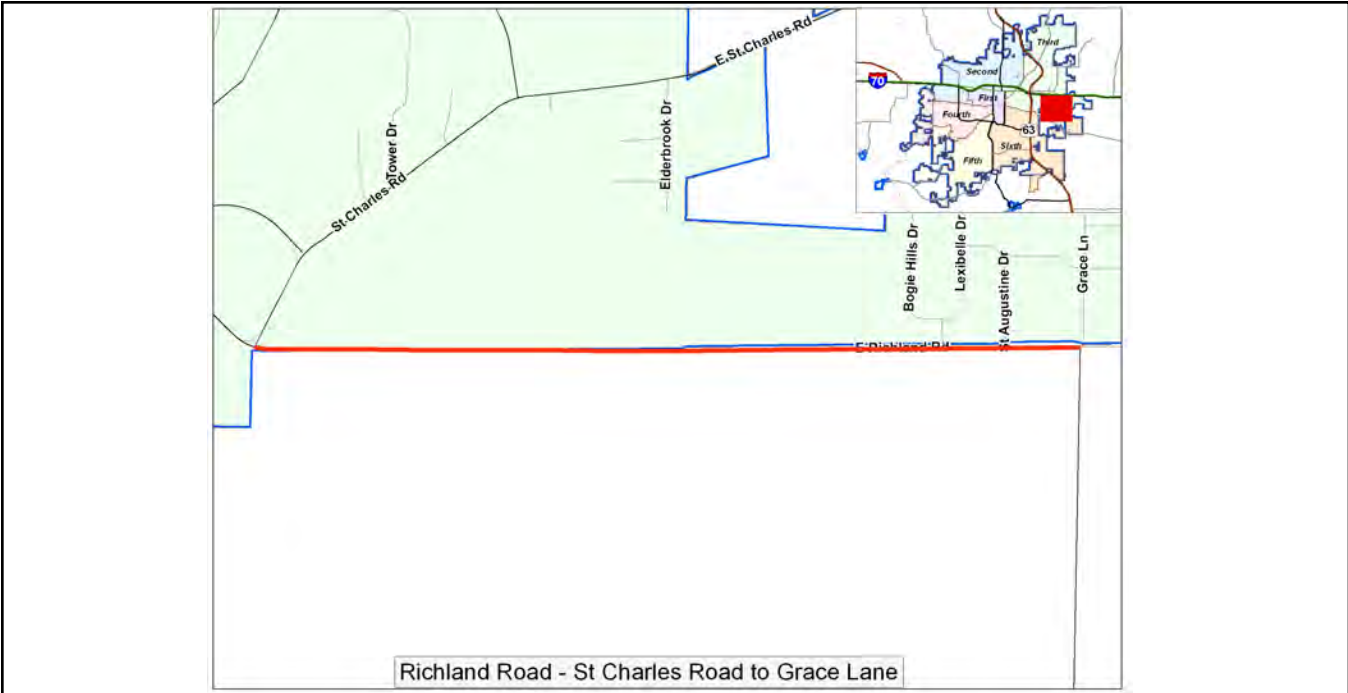 E.St.Charles-Rd
Third
Second
70
First
Fourth
63
Sixth
Fifth
Tower Dr
Elderbrook Dr
St-Charles-Rd
Bogie Hills Dr
Lexibelle Dr
St Augustine Dr
Grace Ln
E-Richland-Rd
Richland Road - St Charles Road to Grace Lane